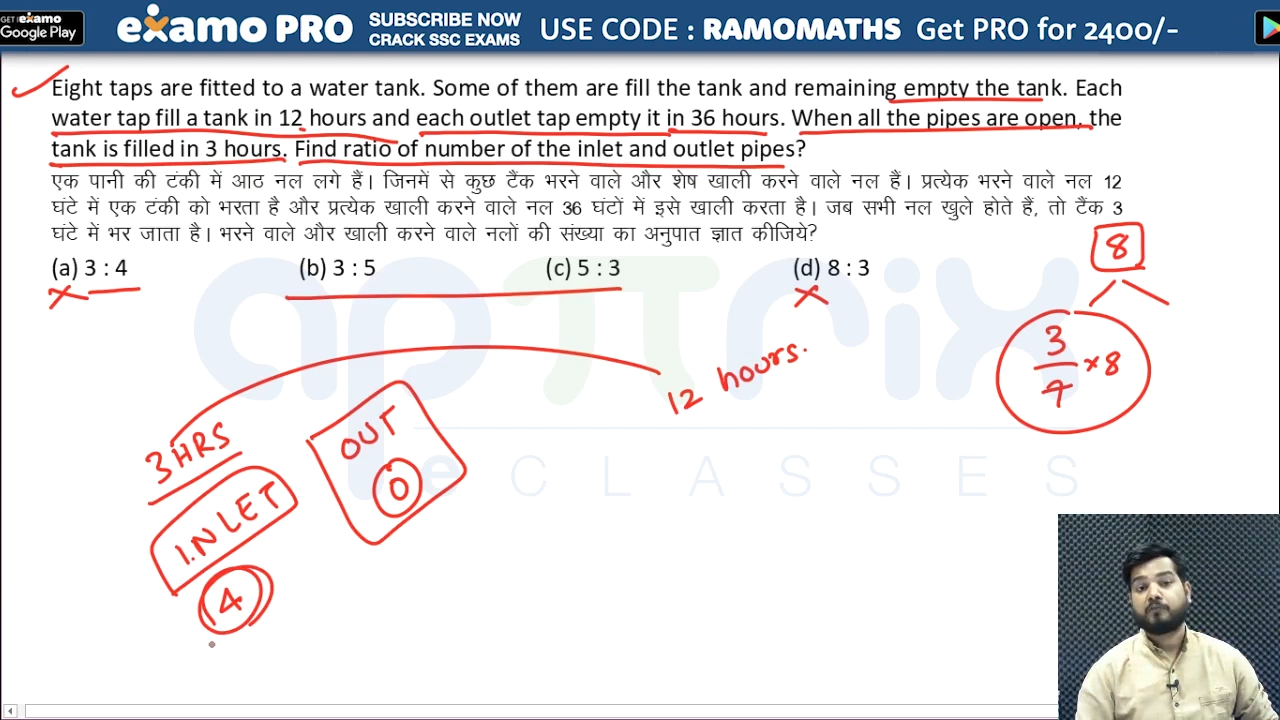 GET IT examo
Google Play
examo PRO
SUBSCRIBE NOW
CRACK SSC EXAMS
USE CODE : RAMOMATHS Get PRO for 2400/-
Eight taps are fitted to a water tank. Some of them are fill the tank and remaining empty the tank. Each
water tap fill a tank in 12 hours and each outlet tap empty it in 36 hours. When all the pipes are open, the
tank is filled in 3 hours. Find ratio of number of the inlet and outlet pipes?
एक पानी की टंकी में आठ नल लगे हैं। जिनमें से कुछ टैंक भरने वाले और शेष खाली करने वाले नल हैं। प्रत्येक भरने वाले नल 12
घंटे में एक टंकी को भरता है और प्रत्येक खाली करने वाले नल 36 घंटों में इसे खाली करता है। जब सभी नल खुले होते हैं, तो टैंक 3
घंटे में भर जाता है। भरने वाले और खाली करने वाले नलों की संख्या का अनुपात ज्ञात कीजिये?
(a) 3 : 4 (b) 3 : 5 (c) 5 : 3 (d) 8 : 3
8
3/7 × 8
12 hours.
3 HRS
OUT
0
INLET
4
apπrix
e CLASSES